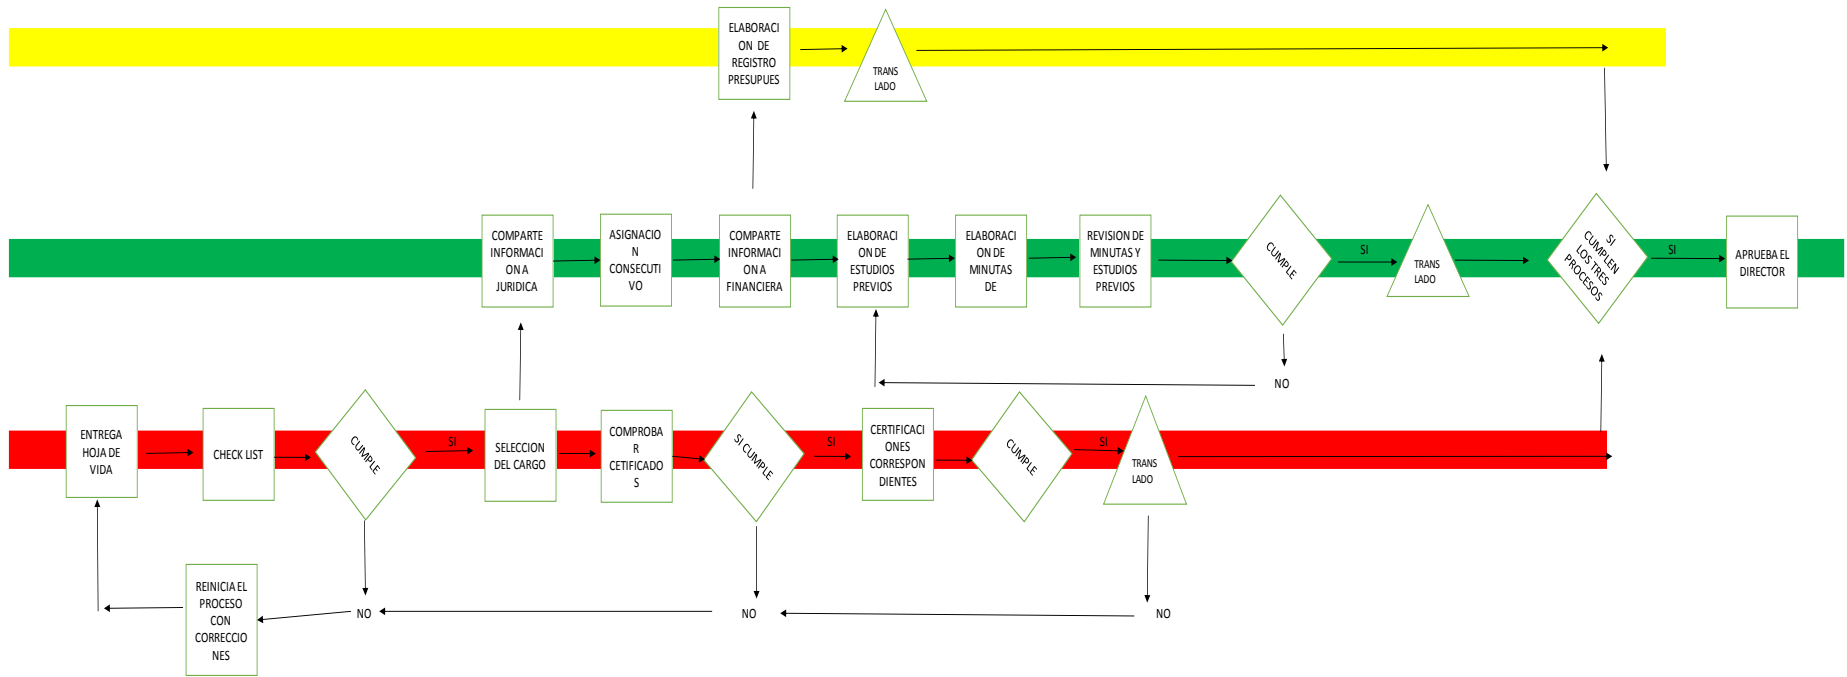 ELABORACI
ON DE
REGISTRO
PRESUPUES
TRANS
LADO
COMPARTE
INFORMACI
ON A
JURIDICA
ASIGNACIO
N
CONSECUTI
VO
COMPARTE
INFORMACI
ON A
FINANCIERA
ELABORACI
ON DE
ESTUDIOS
PREVIOS
ELABORACI
ON DE
MINUTAS
DE
REVISION DE
MINUTAS Y
ESTUDIOS
PREVIOS
CUMPLE
SI
TRANS
LADO
SI
CUMPLEN
LOS TRES
PROCESOS
SI
APRUEBA EL
DIRECTOR
NO
ENTREGA
HOJA DE
VIDA
CHECK LIST
CUMPLE
SI
SELECCION
DEL CARGO
COMPROBA
R
CETIFICADO
S
SI CUMPLE
SI
CERTIFICACI
ONES
CORRESPON
DIENTES
CUMPLE
SI
TRANS
LADO
REINICIA EL
PROCESO
CON
CORRECCIO
NES
NO
NO
NO